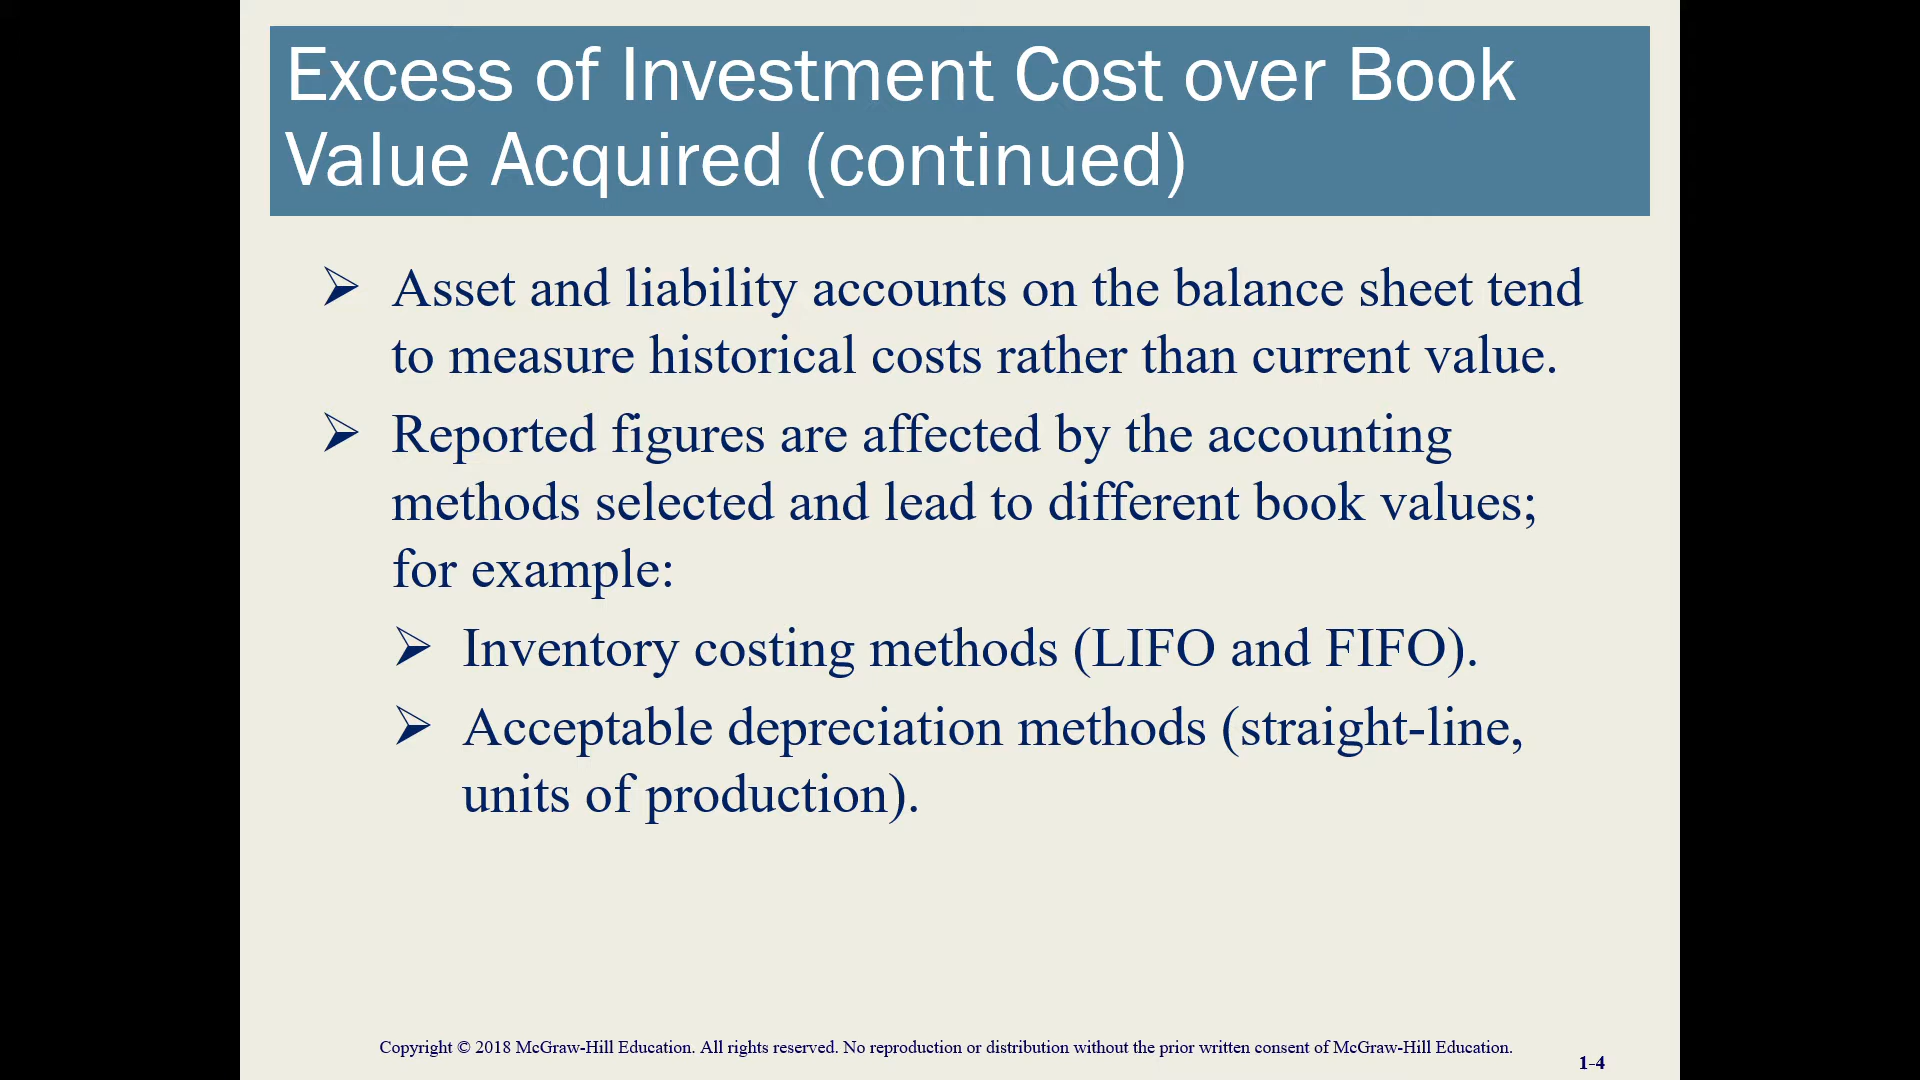 Excess of Investment Cost over Book
Value Acquired (continued)
Asset and liability accounts on the balance sheet tend
to measure historical costs rather than current value.
Reported figures are affected by the accounting
methods selected and lead to different book values;
for example:
Inventory costing methods (LIFO and FIFO).
Acceptable depreciation methods (straight-line,
units of production).
Copyright © 2018 McGraw-Hill Education. All rights reserved. No reproduction or distribution without the prior written consent of McGraw-Hill Education.
1-4